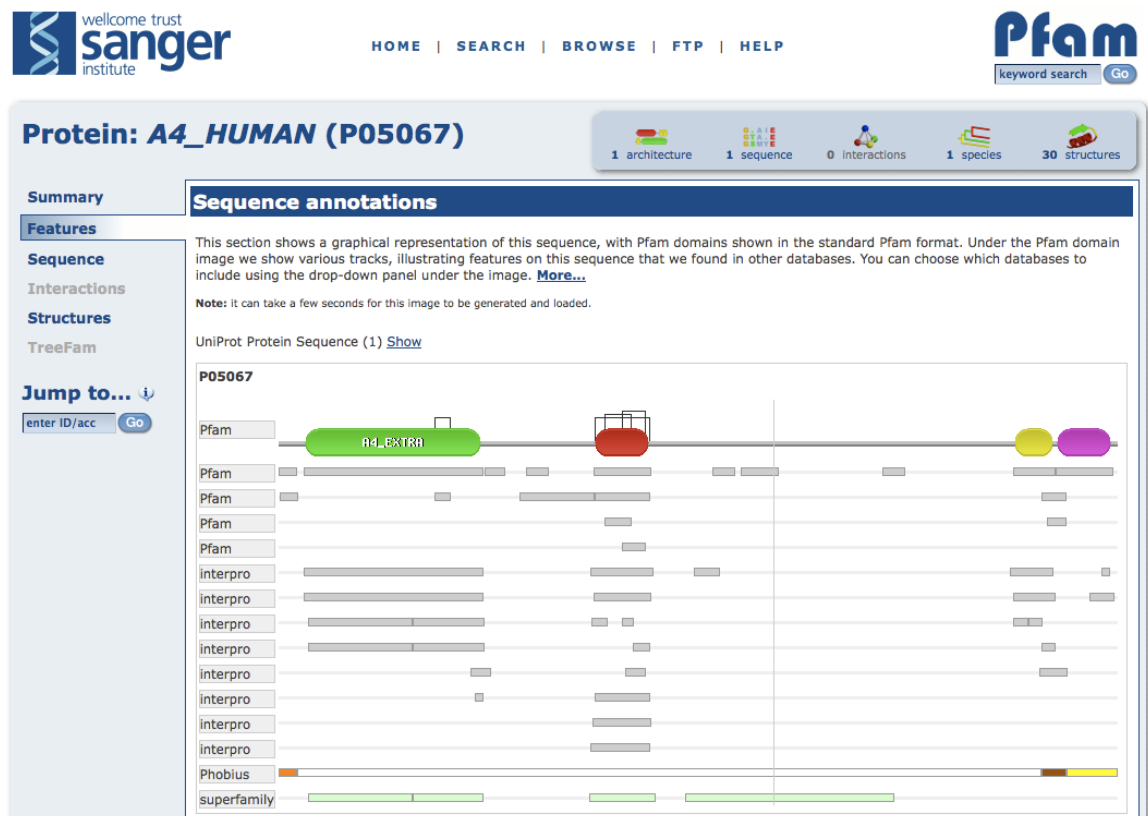 wellcome trust
sanger
institute
HOME | SEARCH | BROWSE | FTP | HELP
Pfam
keyword search Go
Protein: A4_HUMAN (P05067)
1 architecture
1 sequence
0 interactions
1 species
30 structures
Summary
Features
Sequence
Interactions
Structures
TreeFam
Jump to...
enter ID/acc Go
Sequence annotations
This section shows a graphical representation of this sequence, with Pfam domains shown in the standard Pfam format. Under the Pfam domain
image we show various tracks, illustrating features on this sequence that we found in other databases. You can choose which databases to
include using the drop-down panel under the image. More...
Note: it can take a few seconds for this image to be generated and loaded.
UniProt Protein Sequence (1) Show
P05067
Pfam
A4_EXTRA
Pfam
Pfam
Pfam
Pfam
interpro
interpro
interpro
interpro
interpro
interpro
interpro
interpro
Phobius
superfamily